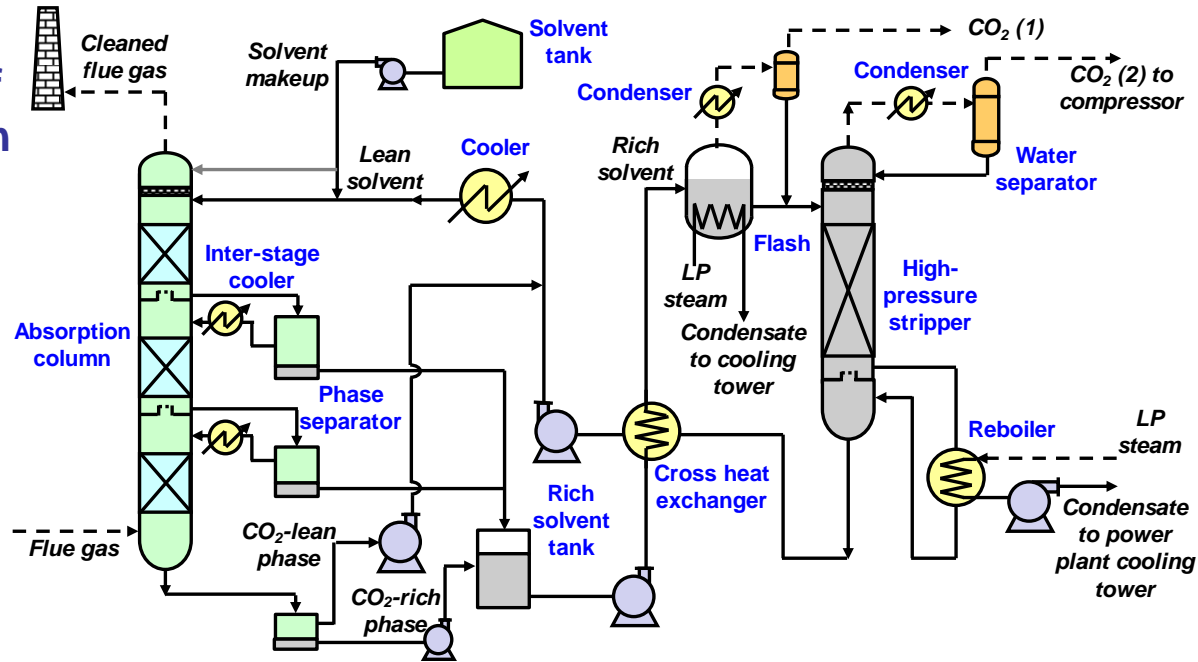 Cleaned
flue gas
Solvent
makeup
Solvent
tank
CO₂ (1)
Condenser
Condenser
CO₂ (2) to
compressor
Rich
solvent
Water
separator
Lean
solvent
Cooler
Flash
Inter-stage
cooler
LP
steam
High-
pressure
stripper
Absorption
column
Condensate
to cooling
tower
Phase
separator
Reboiler
LP
steam
Cross heat
exchanger
Rich
solvent
tank
Flue gas
CO₂-lean
phase
CO₂-rich
phase
Condensate
to power
plant cooling
tower